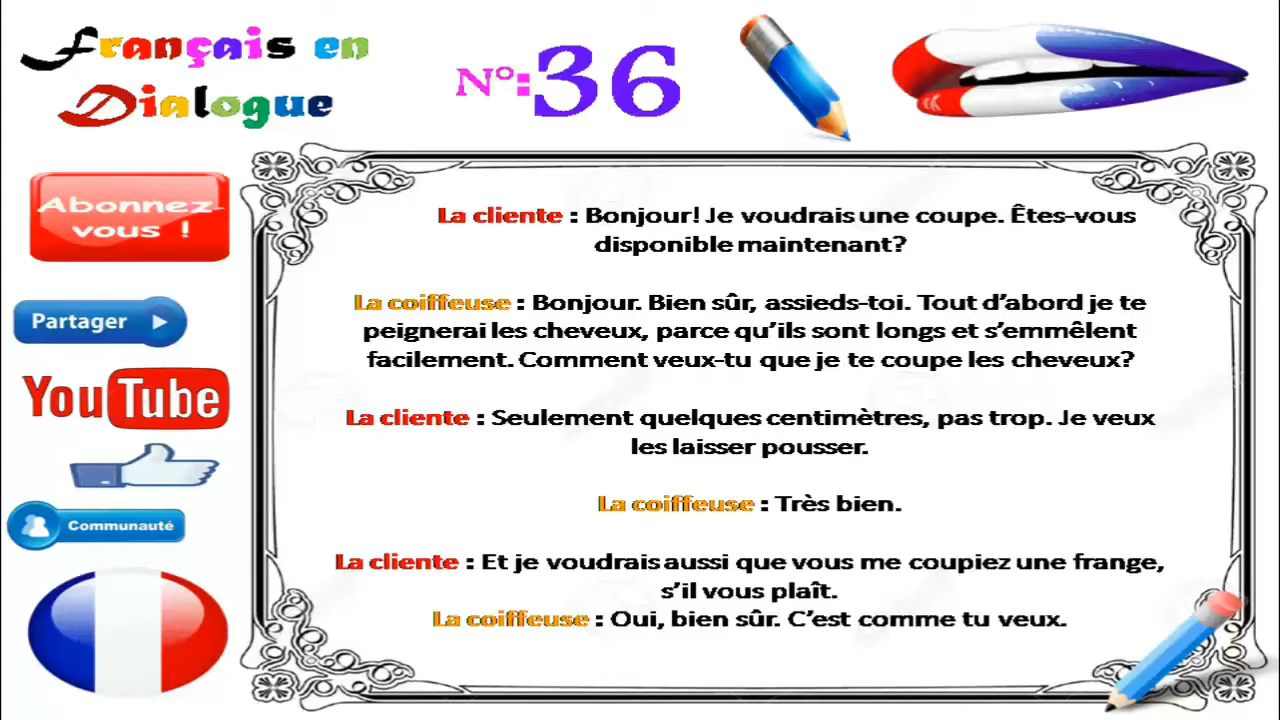 Français en
Dialogue
N°:36
Abonnez-
vous !
Partager
YouTube
Communauté
La cliente : Bonjour! Je voudrais une coupe. Êtes-vous
disponible maintenant?
La coiffeuse : Bonjour. Bien sûr, assieds-toi. Tout d’abord je te
peignerai les cheveux, parce qu’ils sont longs et s’emmêlent
facilement. Comment veux-tu que je te coupe les cheveux?
La cliente : Seulement quelques centimètres, pas trop. Je veux
les laisser pousser.
La coiffeuse : Très bien.
La cliente : Et je voudrais aussi que vous me coupiez une frange,
s’il vous plaît.
La coiffeuse : Oui, bien sûr. C’est comme tu veux.